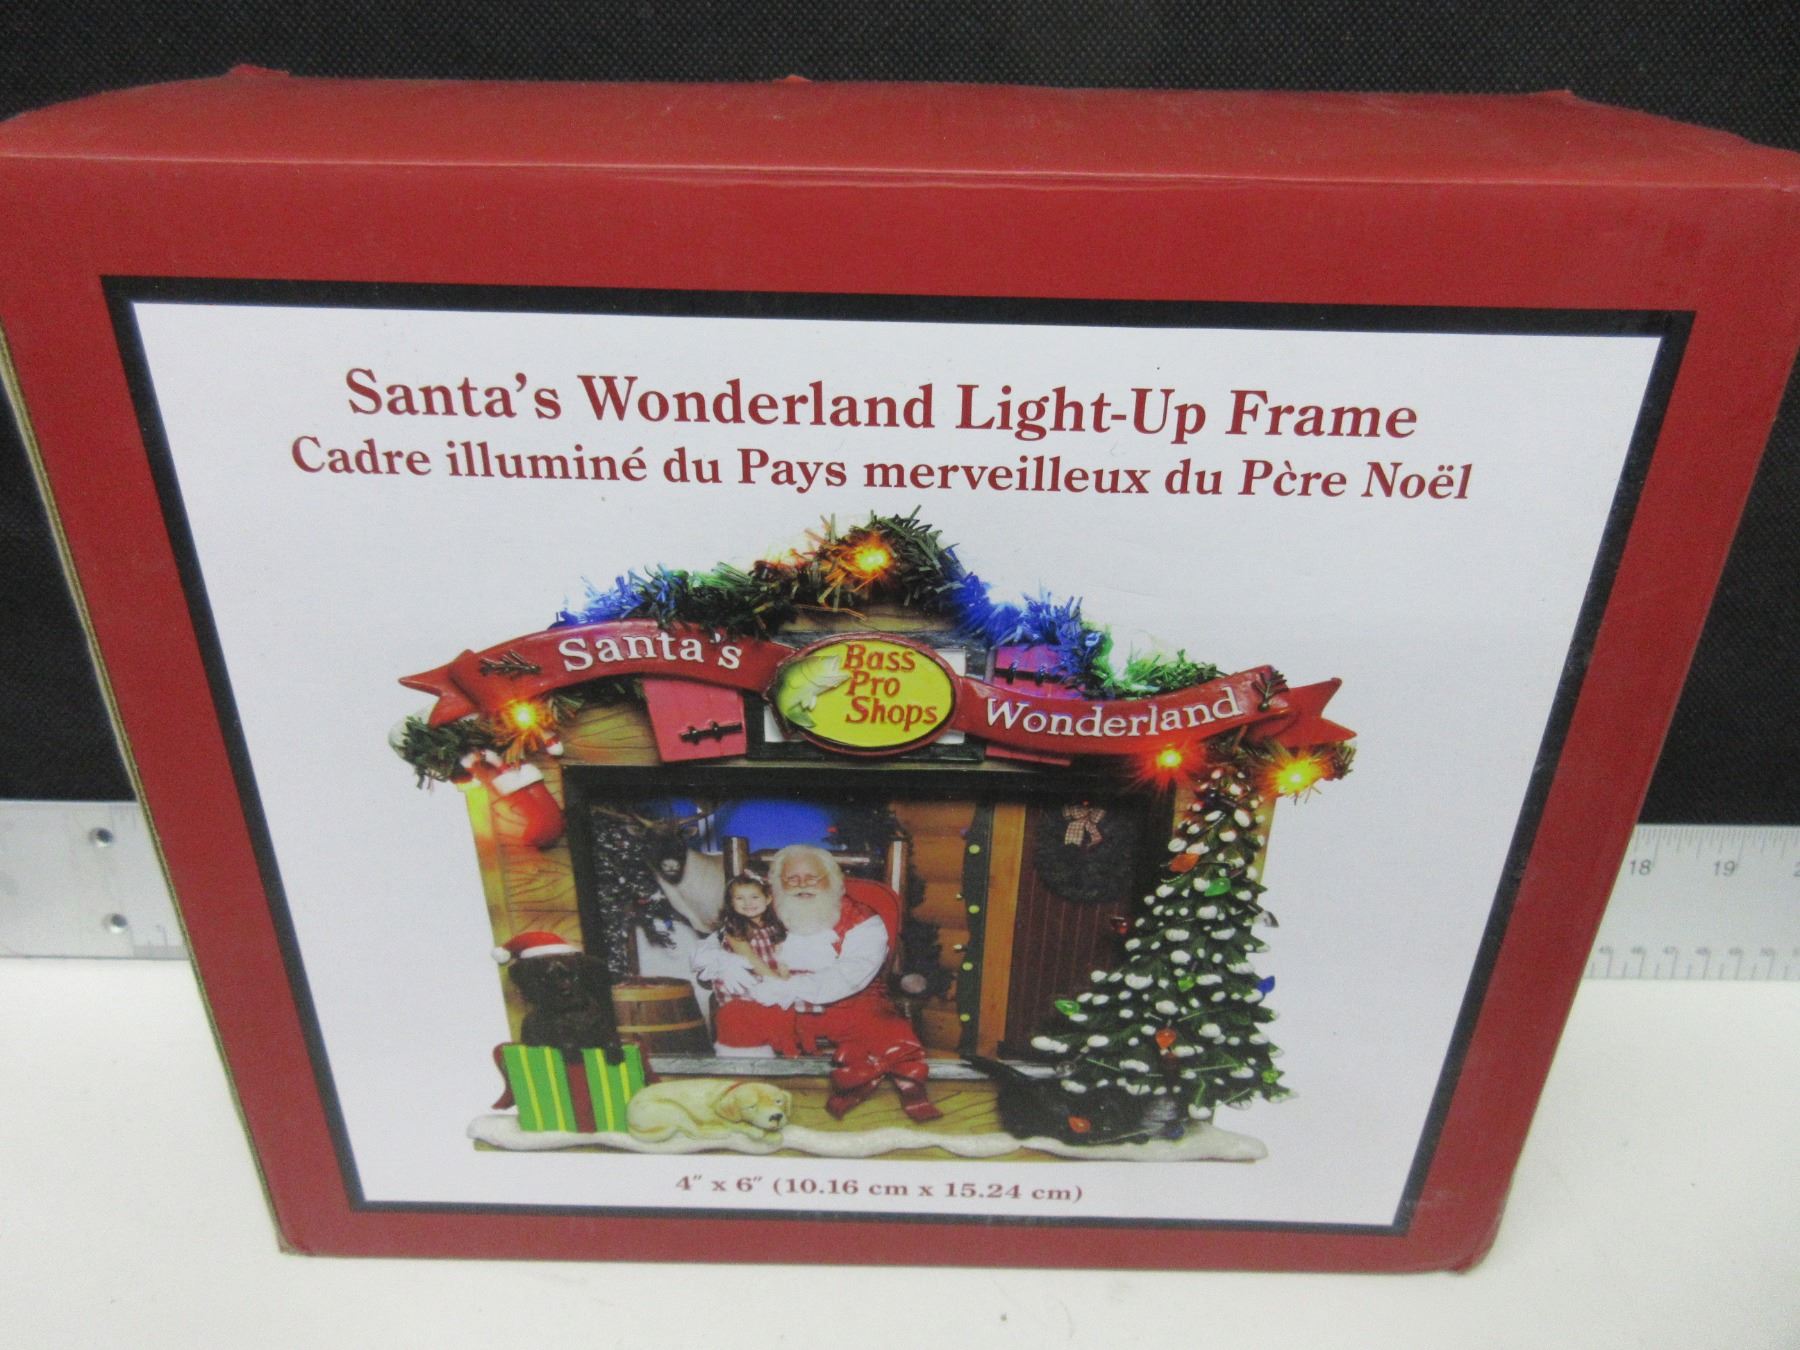 Santa's Wonderland Light-Up Frame
Cadre illuminé du Pays merveilleux du Père Noël
Santa's
Bass
Pro
Shops
Wonderland
4" x 6" (10.16 cm x 15.24 cm)
18 19